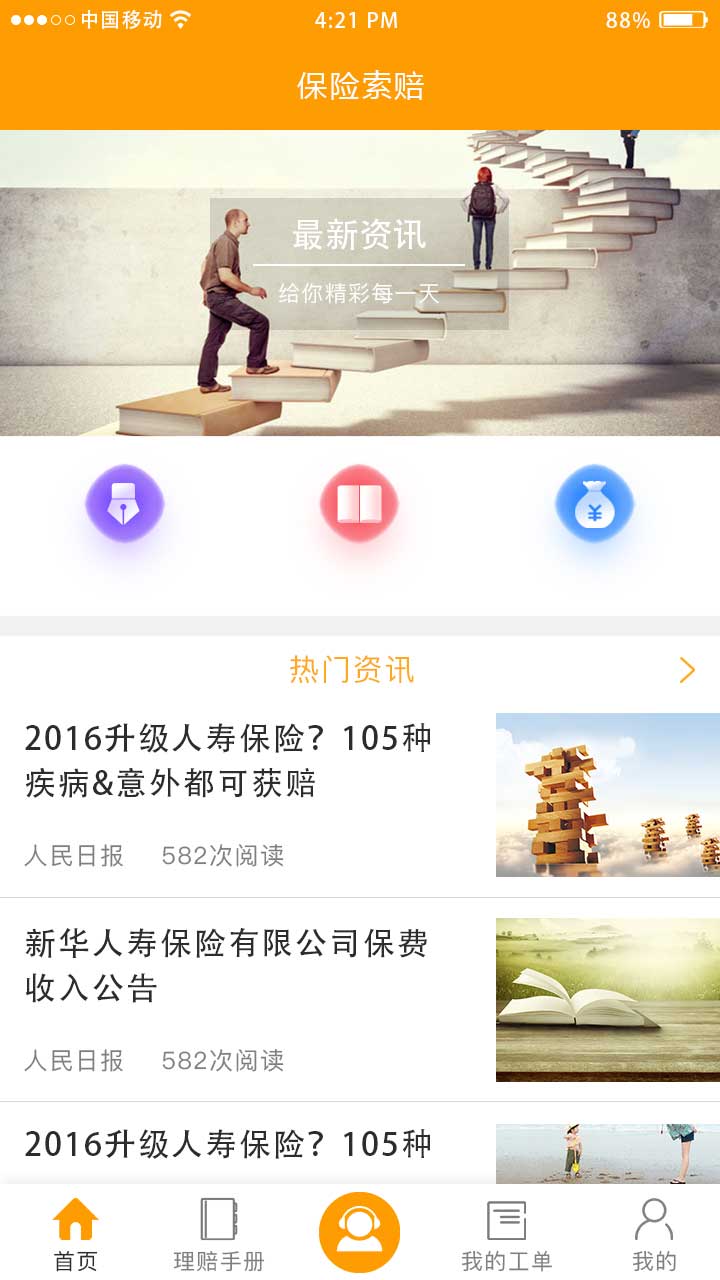 中国移动
4:21 PM
88%
保险索赔
最新资讯
给你精彩每一天
¥
热门资讯
2016升级人寿保险？105种
疾病&意外都可获赔
人民日报 582次阅读
新华人寿保险有限公司保费
收入公告
人民日报 582次阅读
2016升级人寿保险？105种
首页
理赔手册
我的工单
我的